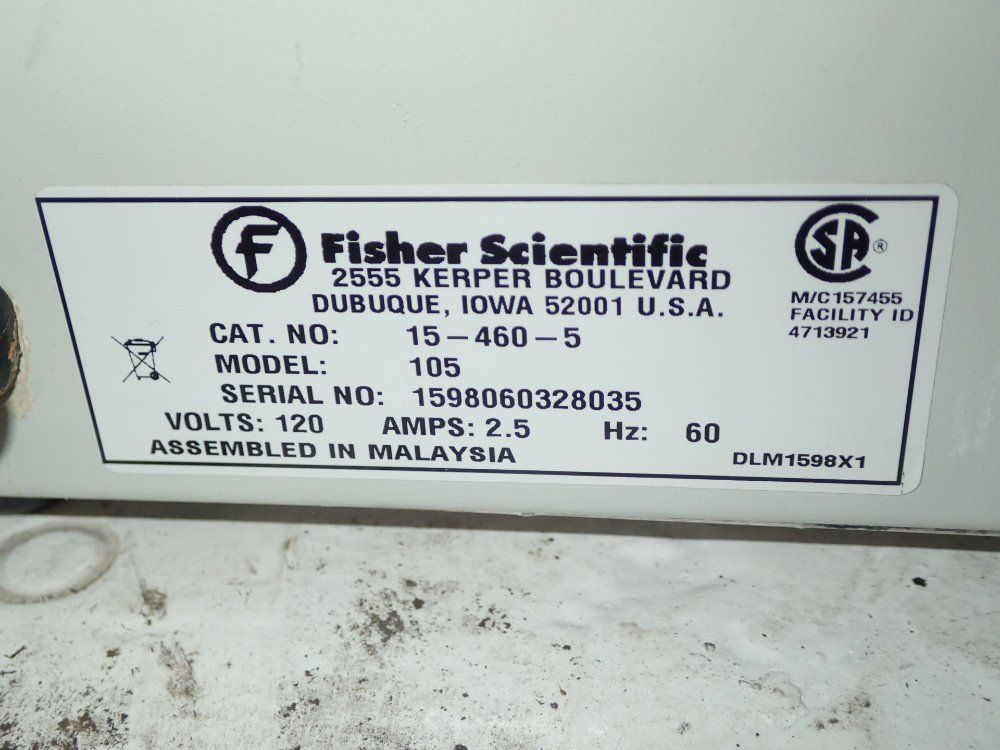 F Fisher Scientific
2555 KERPER BOULEVARD
DUBUQUE, IOWA 52001 U.S.A.
SA ®
M/C157455
FACILITY ID
4713921
CAT. NO: 15-460-5
MODEL: 105
SERIAL NO: 1598060328035
VOLTS: 120 AMPS: 2.5 Hz: 60
ASSEMBLED IN MALAYSIA
DLM1598X1